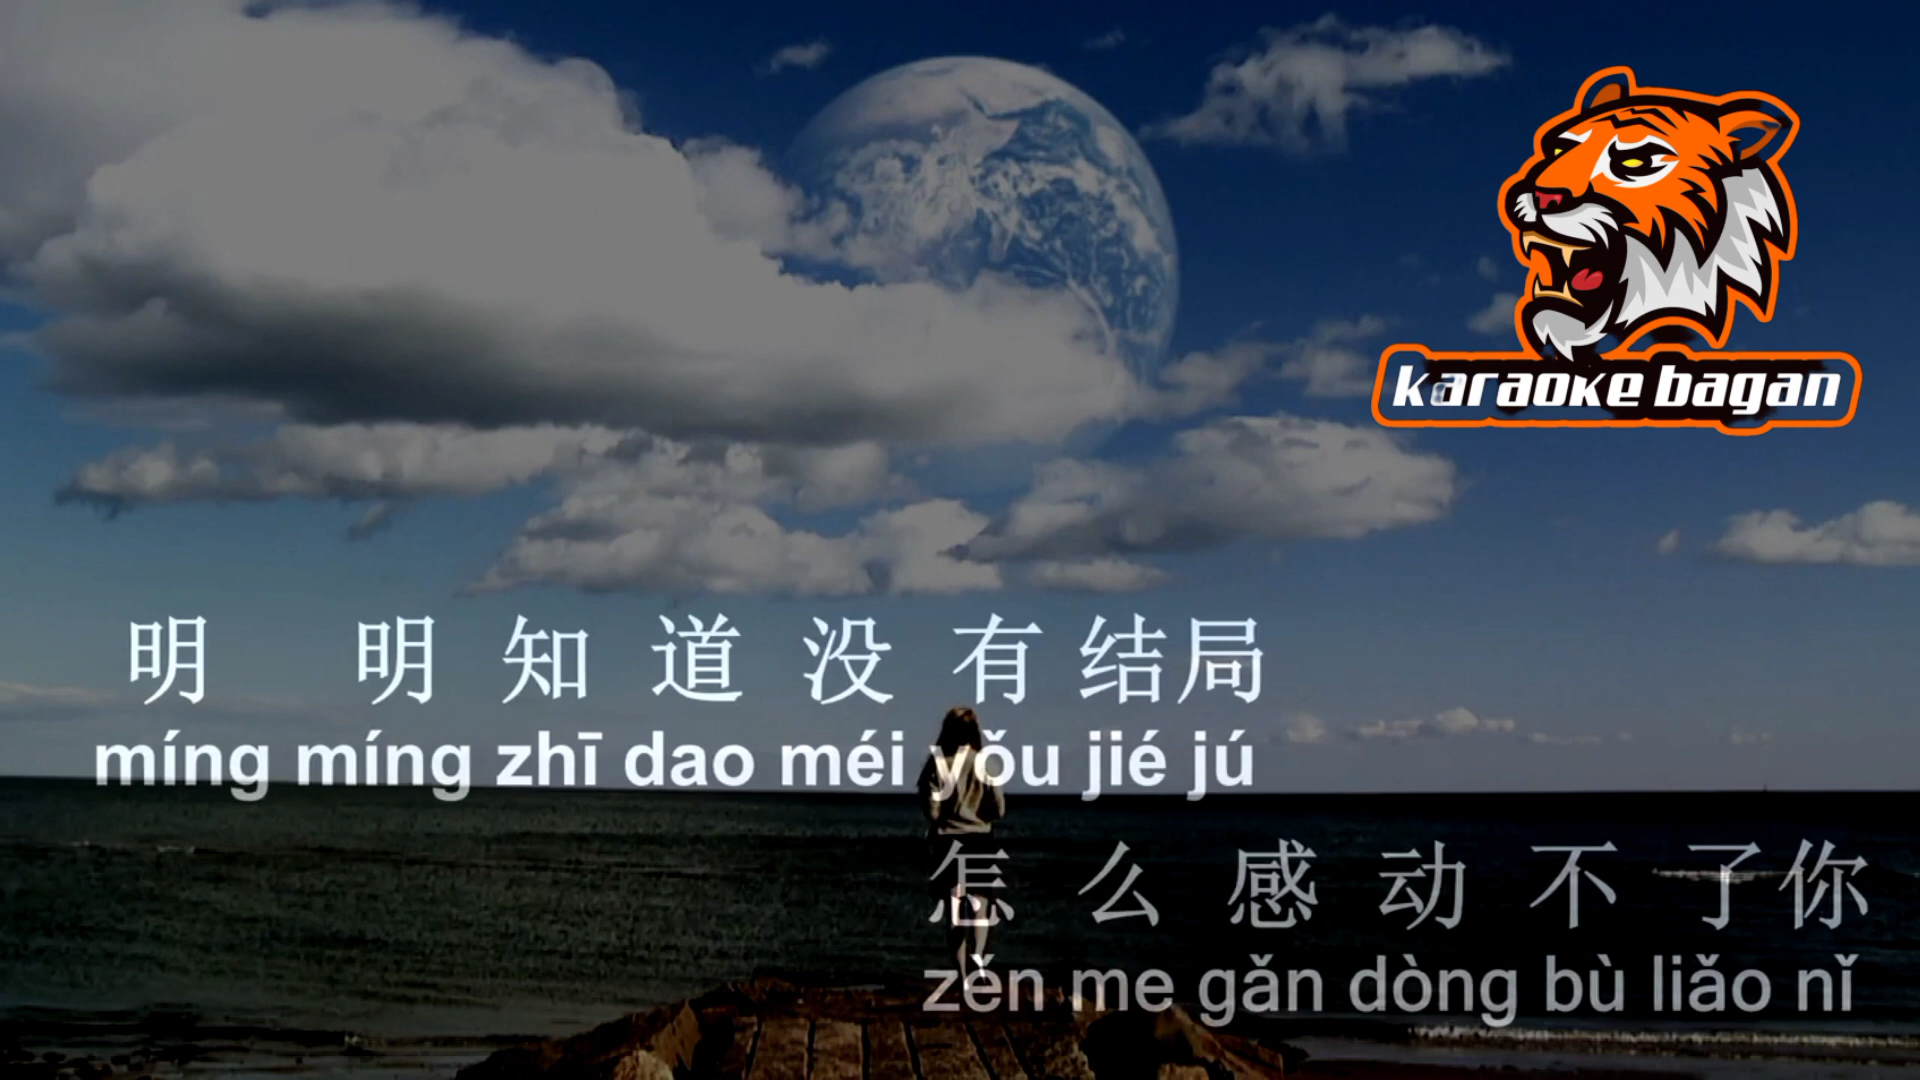 karaoke bagan
明 明 知 道 没 有 结局
míng míng zhī dao méi yǒu jié jú
怎 么 感 动 不 了 你
zěn me gǎn dòng bù liǎo nǐ